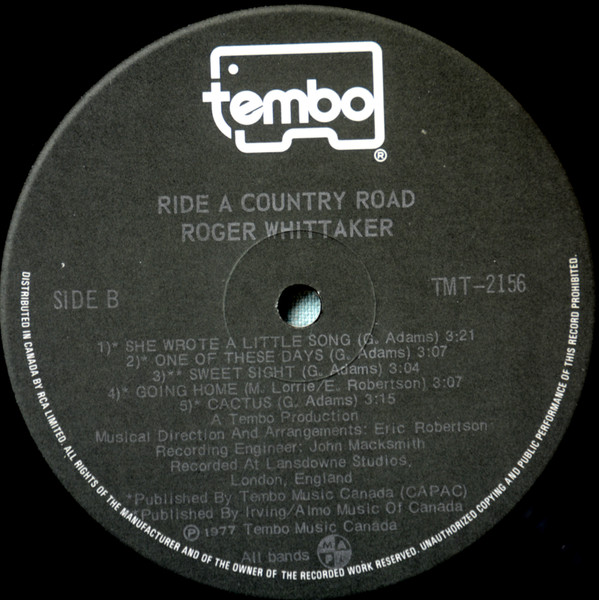 tembo
®
RIDE A COUNTRY ROAD
ROGER WHITTAKER
SIDE B
TMT-2156
1)* SHE WROTE A LITTLE SONG (G. Adams) 3:21
2)* ONE OF THESE DAYS (G. Adams) 3:07
3)** SWEET SIGHT (G. Adams) 3:04
4)* GOING HOME (M. Lorrie/E. Robertson) 3:07
5)* CACTUS (G. Adams) 3:15
A Tembo Production
Musical Direction And Arrangements: Eric Robertson
Recording Engineer: John Macksmith
Recorded At Lansdowne Studios,
London, England
*Published By Tembo Music Canada (CAPAC)
*Published By Irving/Almo Music Of Canada
℗ 1977 Tembo Music Canada
All bands MAPL
DISTRIBUTED IN CANADA BY RCA LIMITED. ALL RIGHTS OF THE MANUFACTURER AND OF THE OWNER OF THE RECORDED WORK RESERVED. UNAUTHORIZED COPYING AND PUBLIC PERFORMANCE OF THIS RECORD PROHIBITED.